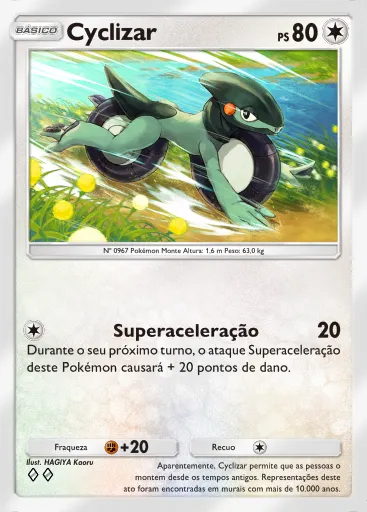 BÁSICO Cyclizar PS 80
Nº 0967 Pokémon Monte Altura: 1,6 m Peso: 63,0 kg
Superaceleração 20
Durante o seu próximo turno, o ataque Superaceleração
deste Pokémon causará + 20 pontos de dano.
Fraqueza +20 Recuo
Ilust. HAGIYA Kaoru
Aparentemente, Cyclizar permite que as pessoas o
montem desde os tempos antigos. Representações deste
ato foram encontradas em murais com mais de 10.000 anos.